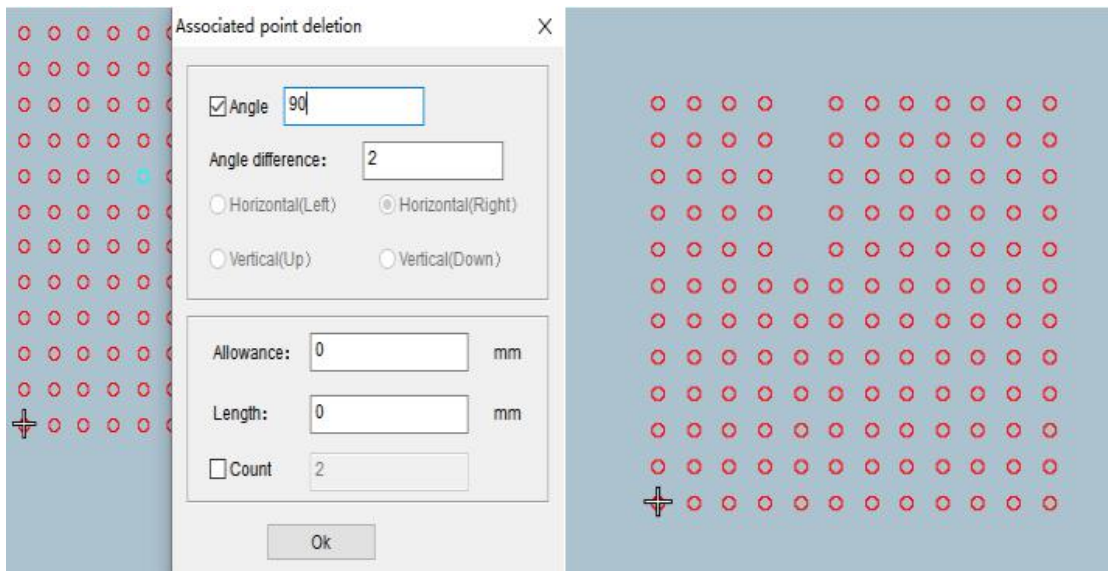 Associated point deletion
Angle 90
Angle difference: 2
Horizontal(Left) Horizontal(Right)
Vertical(Up) Vertical(Down)
Allowance: 0 mm
Length: 0 mm
Count 2
Ok